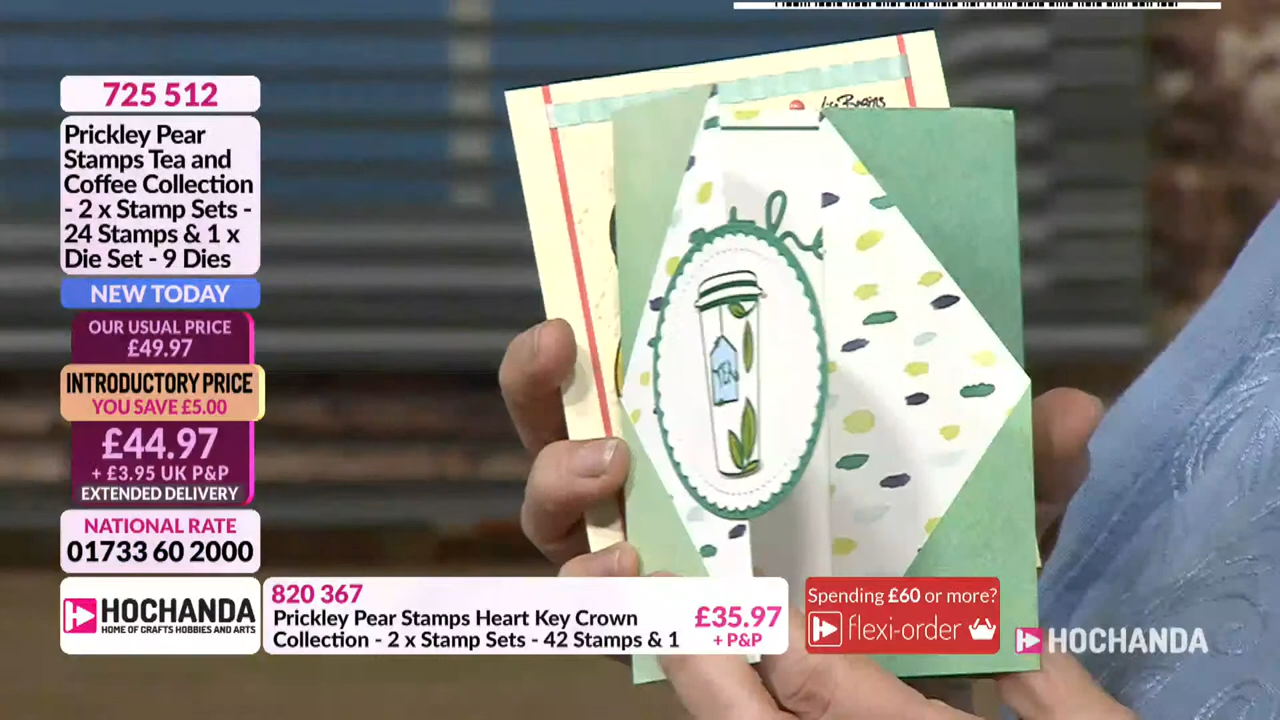 725 512
Prickley Pear
Stamps Tea and
Coffee Collection
- 2 x Stamp Sets -
24 Stamps & 1 x
Die Set - 9 Dies
NEW TODAY
OUR USUAL PRICE
£49.97
INTRODUCTORY PRICE
YOU SAVE £5.00
£44.97
+ £3.95 UK P&P
EXTENDED DELIVERY
NATIONAL RATE
01733 60 2000
HOCHANDA
HOME OF CRAFTS HOBBIES AND ARTS
820 367
Prickley Pear Stamps Heart Key Crown
Collection - 2 x Stamp Sets - 42 Stamps & 1
£35.97
+ P&P
Spending £60 or more?
flexi-order
HOCHANDA
TEA